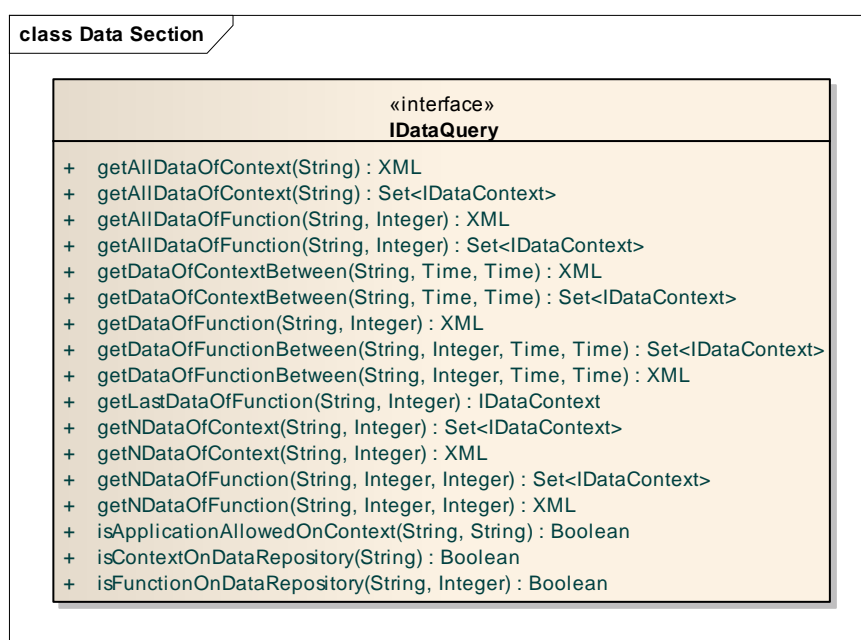 class Data Section
«interface»
IDataQuery
+ getAllDataOfContext(String) : XML
+ getAllDataOfContext(String) : Set<IDataContext>
+ getAllDataOfFunction(String, Integer) : XML
+ getAllDataOfFunction(String, Integer) : Set<IDataContext>
+ getDataOfContextBetween(String, Time, Time) : XML
+ getDataOfContextBetween(String, Time, Time) : Set<IDataContext>
+ getDataOfFunction(String, Integer) : XML
+ getDataOfFunctionBetween(String, Integer, Time, Time) : Set<IDataContext>
+ getDataOfFunctionBetween(String, Integer, Time, Time) : XML
+ getLastDataOfFunction(String, Integer) : IDataContext
+ getNDataOfContext(String, Integer) : Set<IDataContext>
+ getNDataOfContext(String, Integer) : XML
+ getNDataOfFunction(String, Integer, Integer) : Set<IDataContext>
+ getNDataOfFunction(String, Integer, Integer) : XML
+ isApplicationAllowedOnContext(String, String) : Boolean
+ isContextOnDataRepository(String) : Boolean
+ isFunctionOnDataRepository(String, Integer) : Boolean